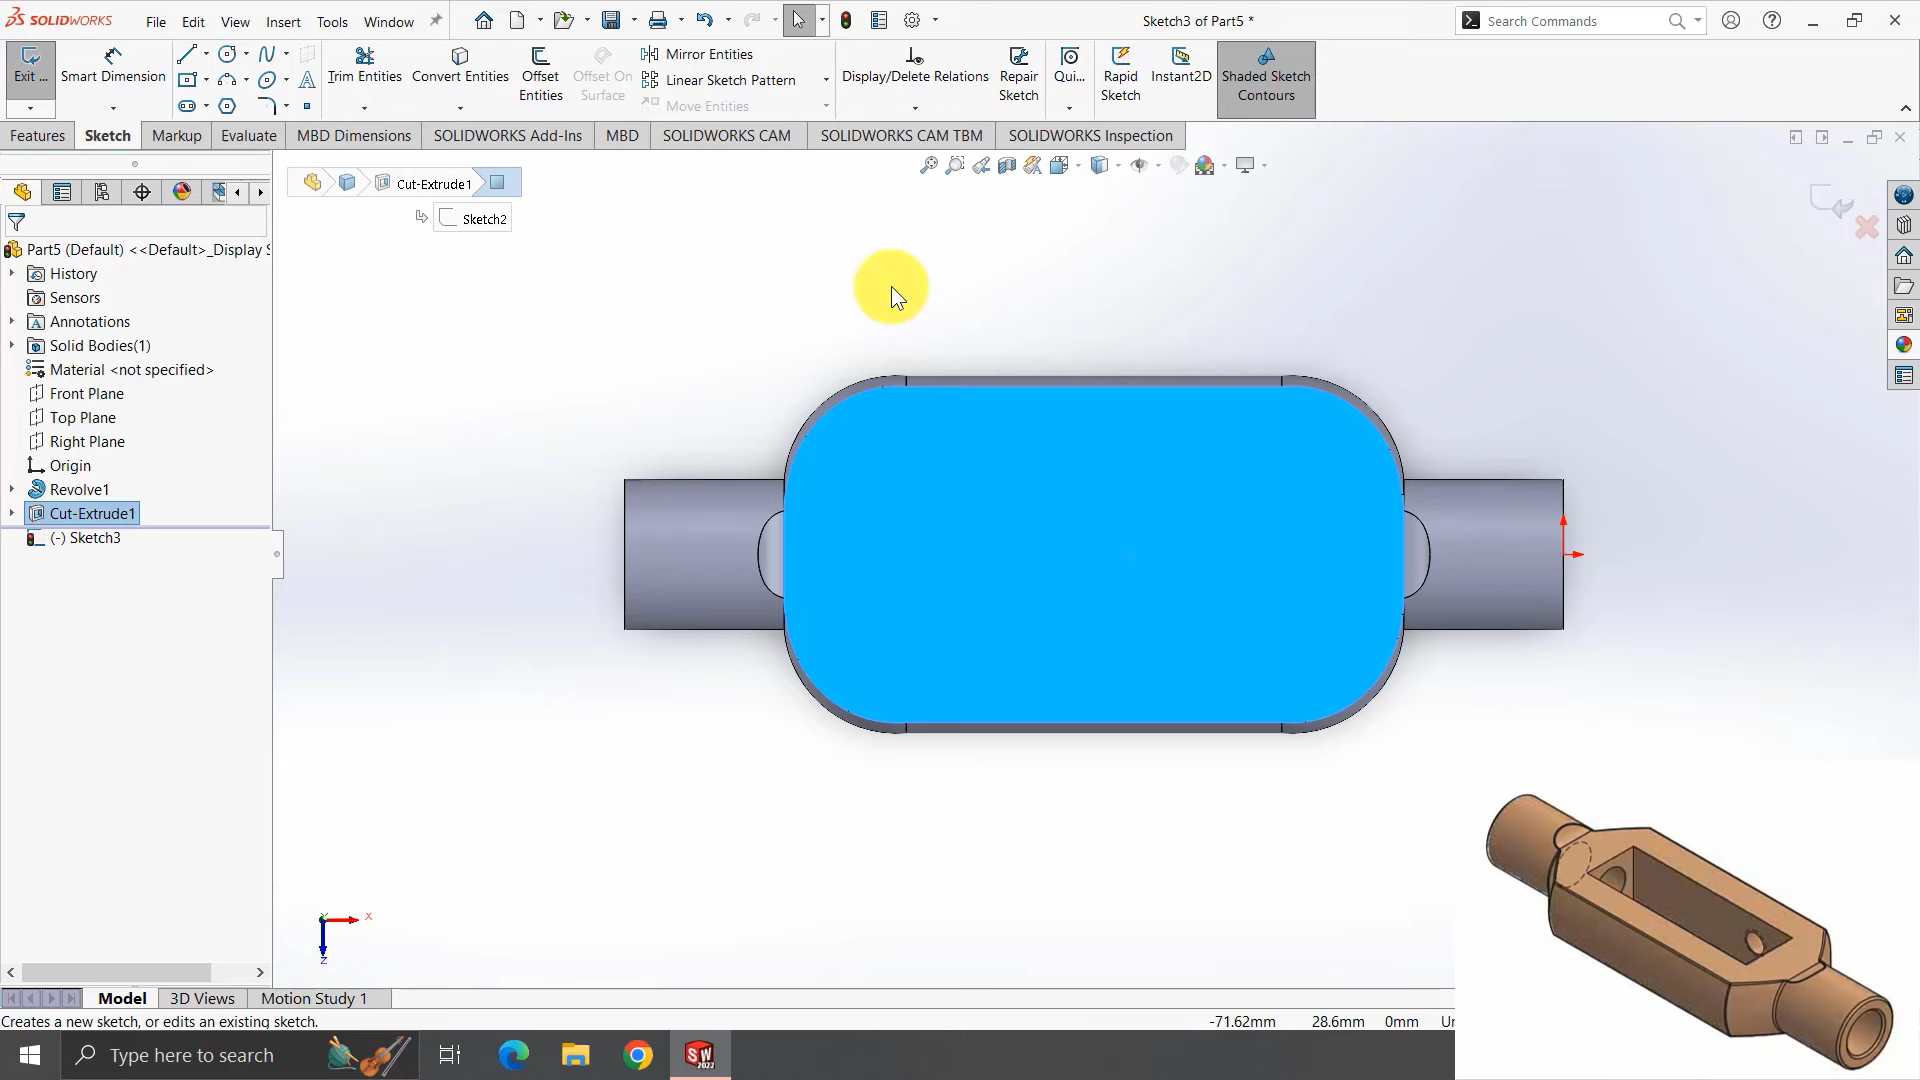 SOLIDWORKS
File Edit View Insert Tools Window
Sketch3 of Part5 *
Search Commands
Exit ...
Smart Dimension
Trim Entities
Convert Entities
Offset Entities
Offset On Surface
Mirror Entities
Linear Sketch Pattern
Move Entities
Display/Delete Relations
Repair Sketch
Qui...
Rapid Sketch
Instant2D
Shaded Sketch Contours
Features Sketch Markup Evaluate MBD Dimensions SOLIDWORKS Add-Ins MBD SOLIDWORKS CAM SOLIDWORKS CAM TBM SOLIDWORKS Inspection
Cut-Extrude1
Sketch2
Part5 (Default) <<Default>_Display S
History
Sensors
Annotations
Solid Bodies(1)
Material <not specified>
Front Plane
Top Plane
Right Plane
Origin
Revolve1
Cut-Extrude1
(-) Sketch3
Y
X
Z
Model 3D Views Motion Study 1
Creates a new sketch, or edits an existing sketch.
-71.62mm 28.6mm 0mm Un
Type here to search
SW
2022